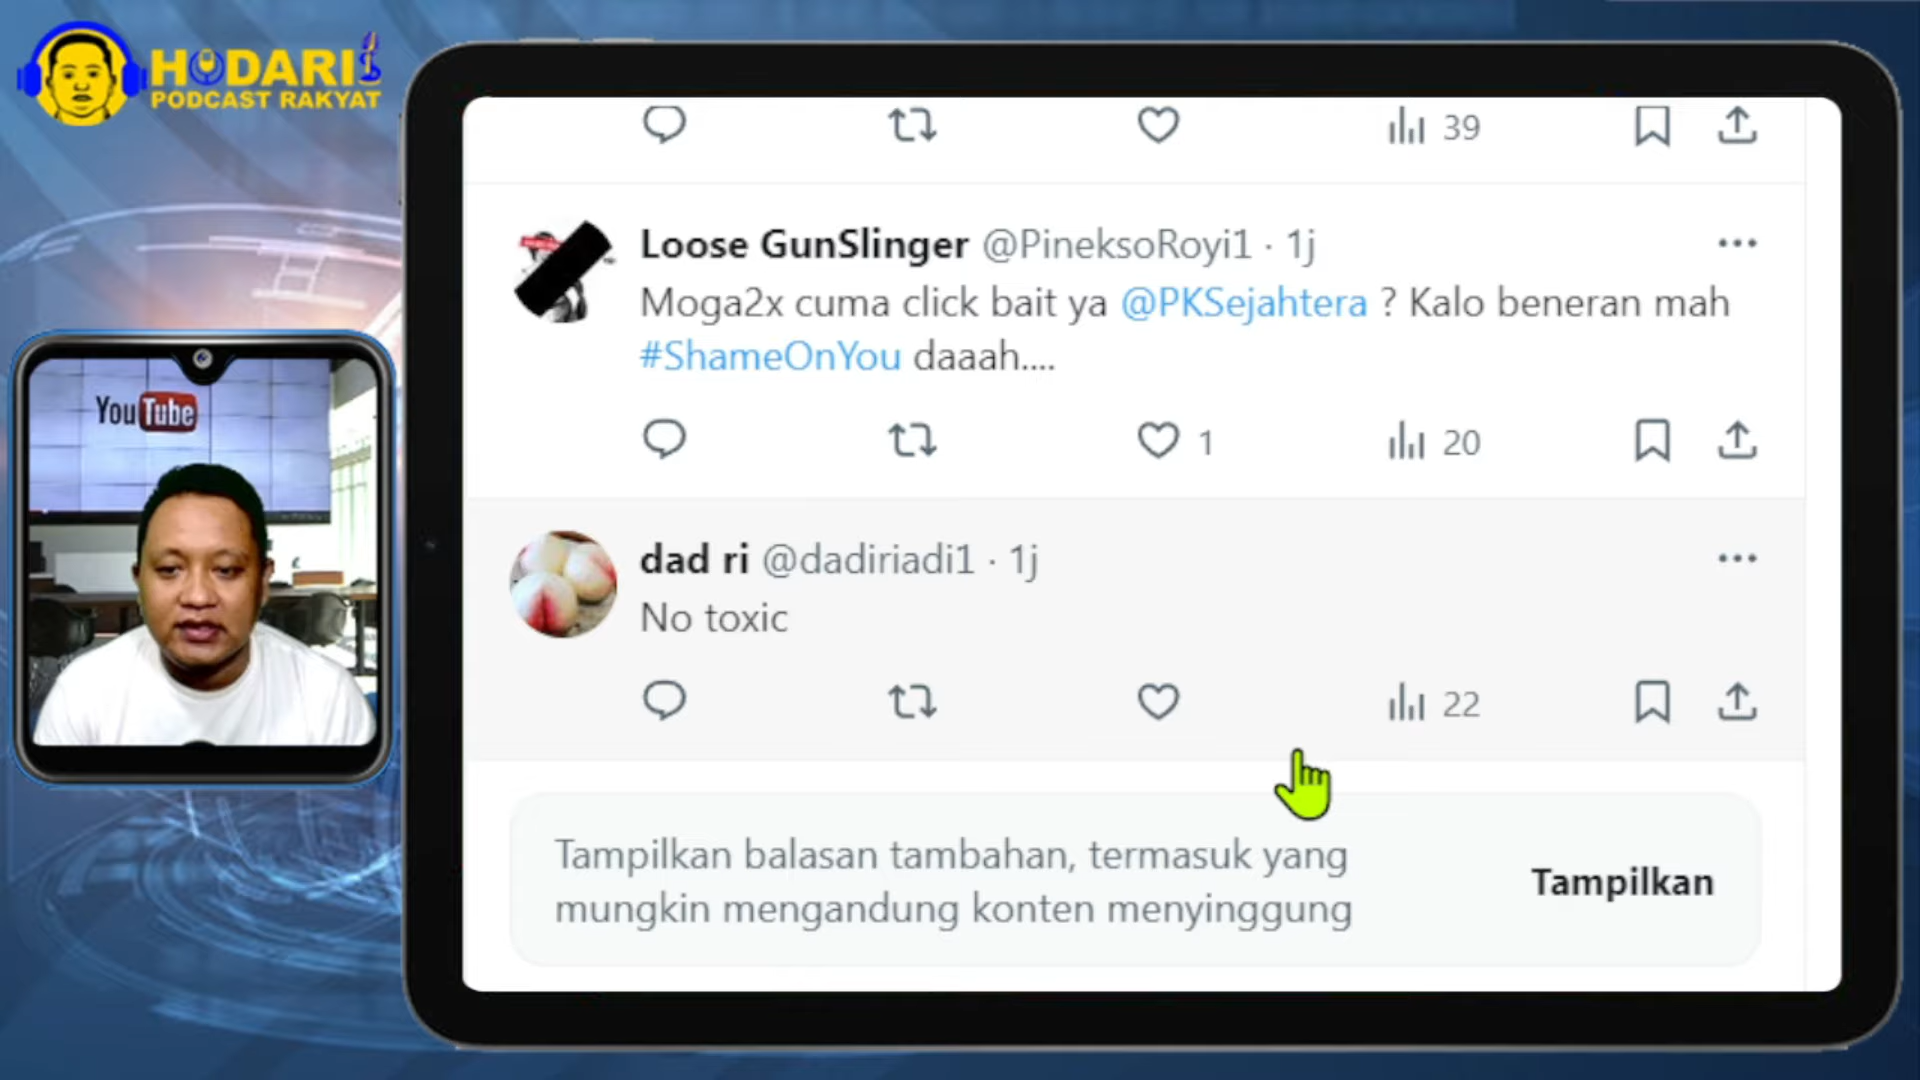 HODARI
PODCAST RAKYAT
YouTube
39
Loose GunSlinger @PineksoRoyi1 · 1j
Moga2x cuma click bait ya @PKSejahtera ? Kalo beneran mah
#ShameOnYou daaah....
1
20
dad ri @dadiriadi1 · 1j
No toxic
22
Tampilkan balasan tambahan, termasuk yang
mungkin mengandung konten menyinggung
Tampilkan